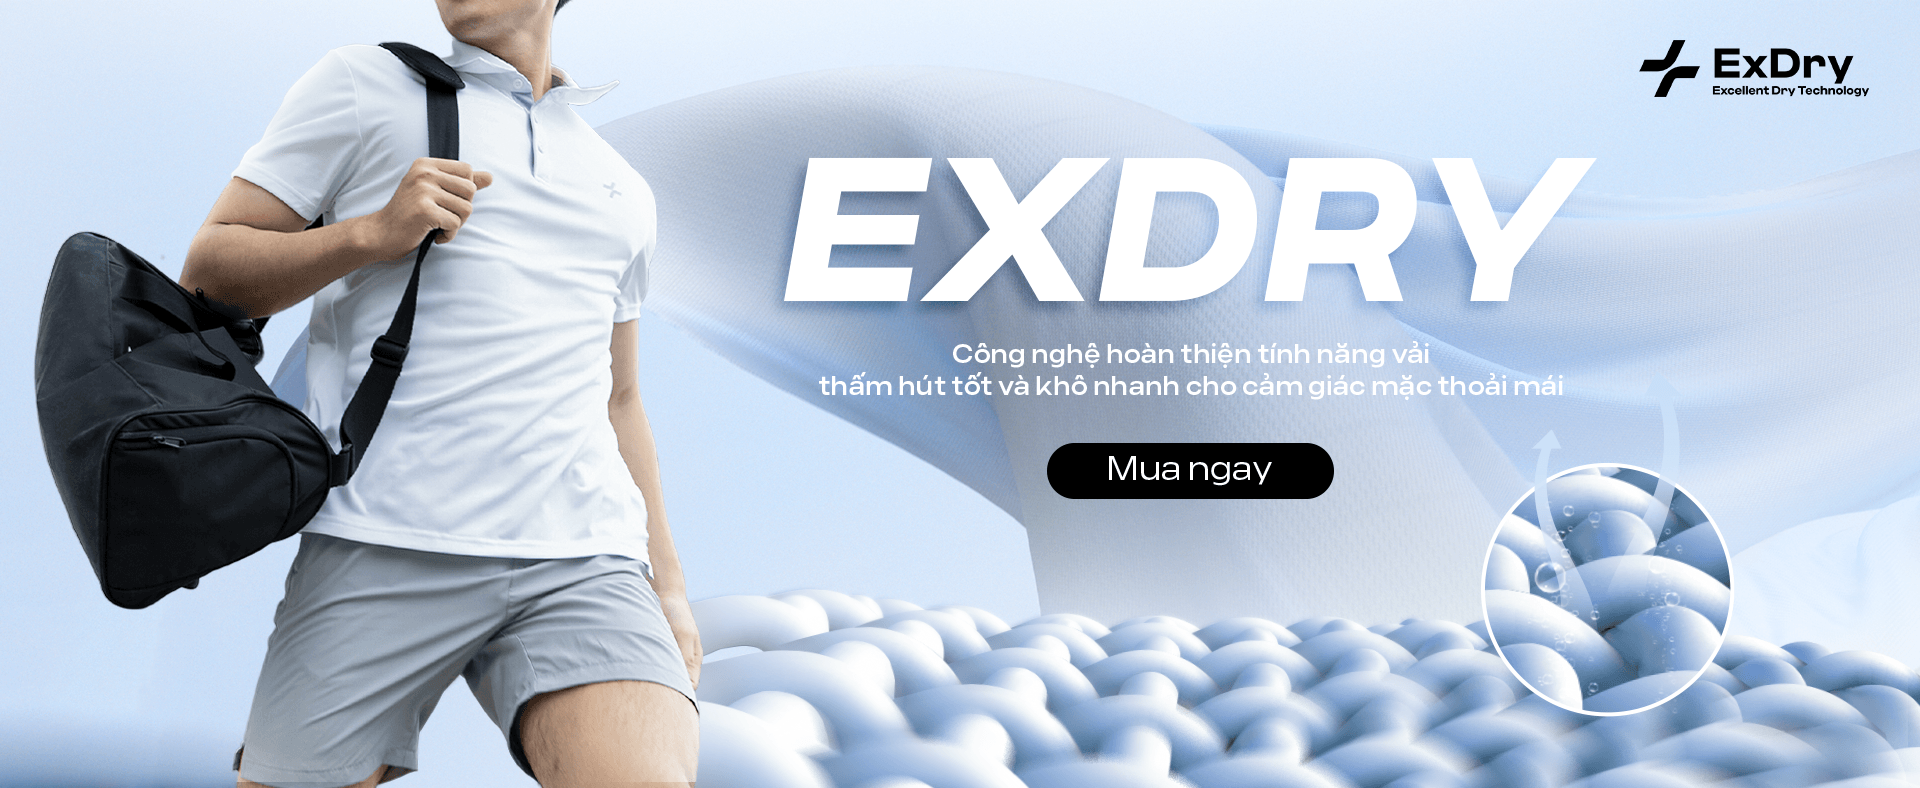 ExDry
Excellent Dry Technology
EXDRY
Công nghệ hoàn thiện tính năng vải
thấm hút tốt và khô nhanh cho cảm giác mặc thoải mái
Mua ngay